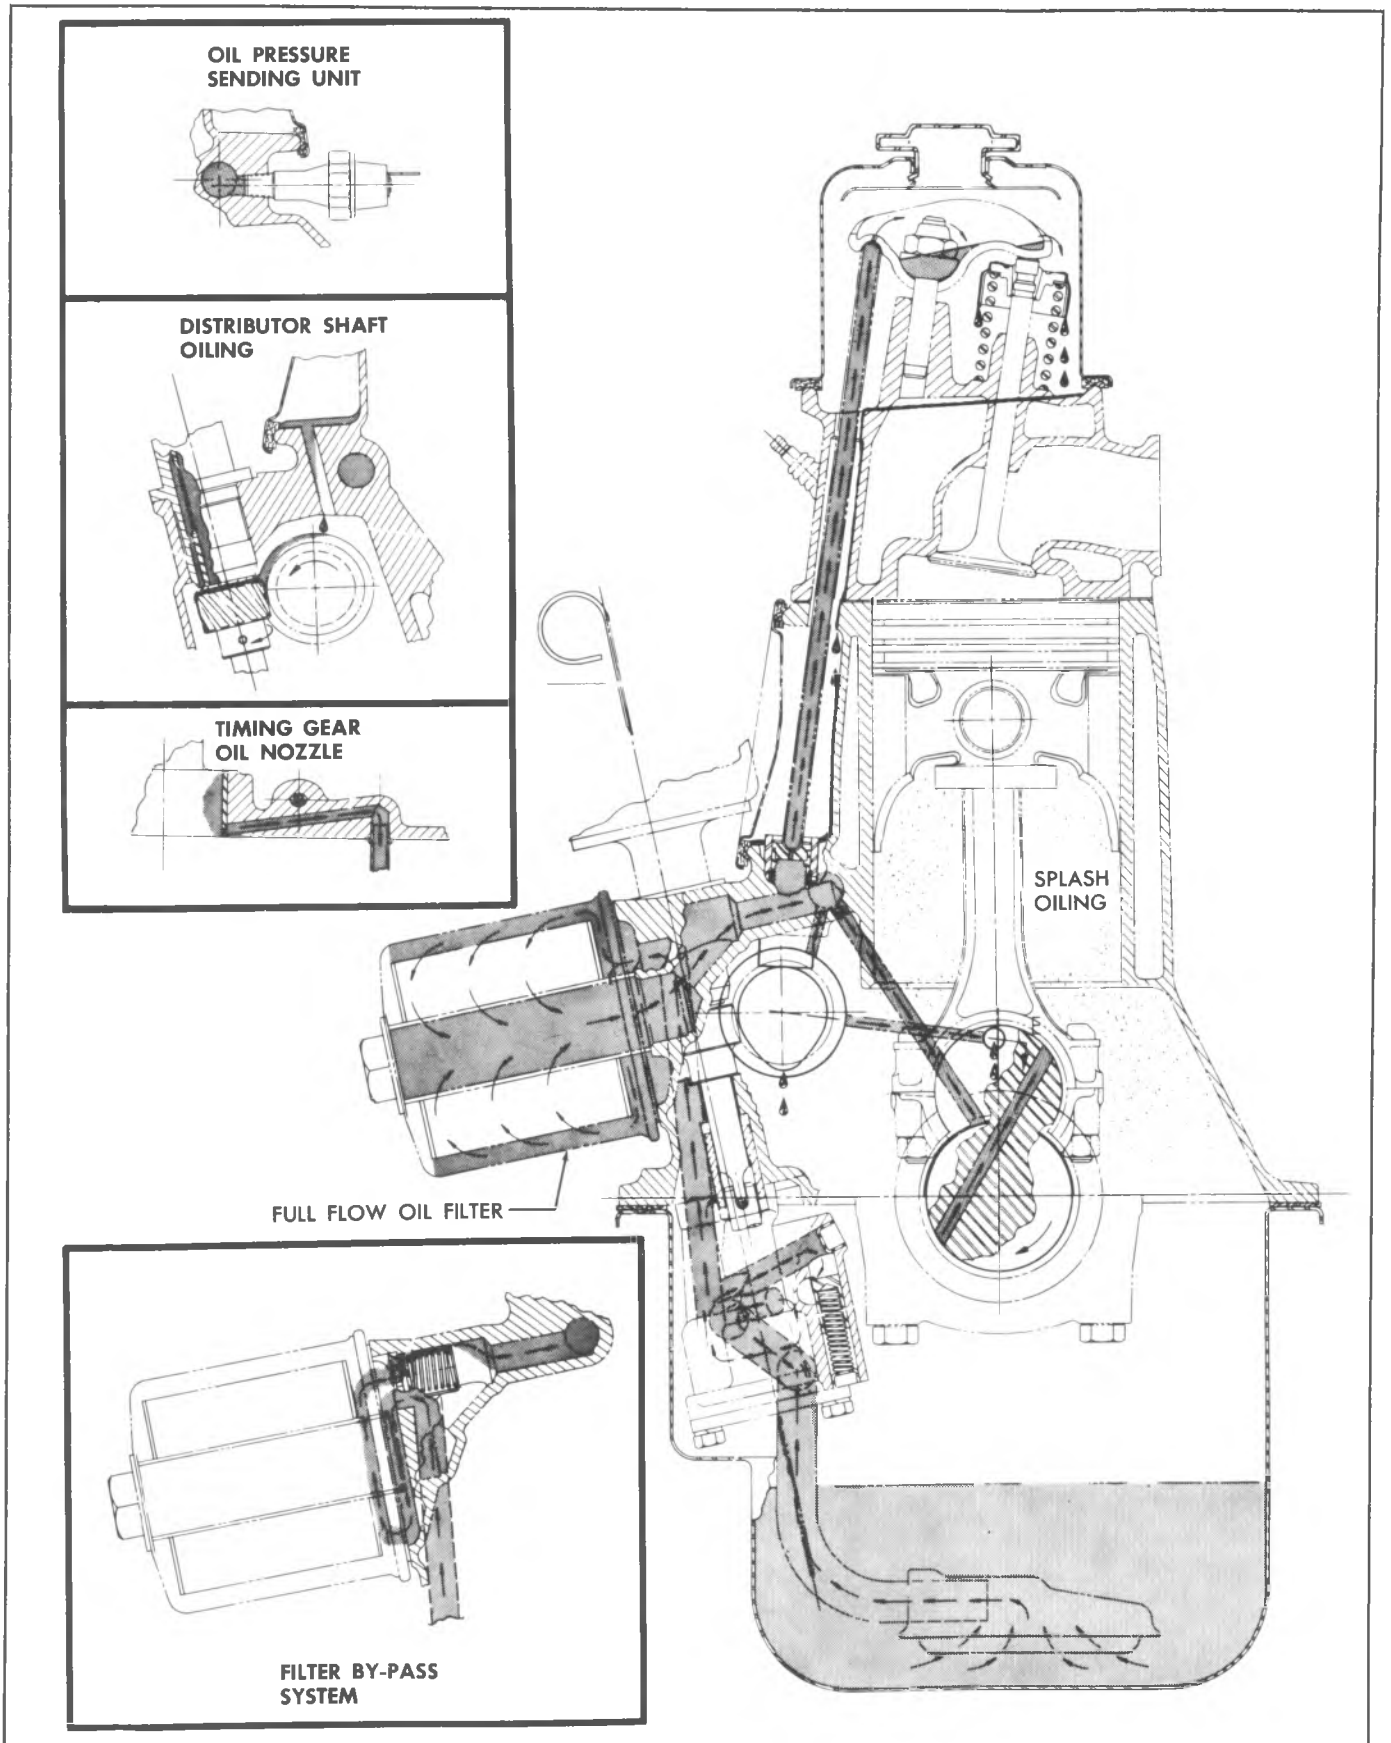 OIL PRESSURE
SENDING UNIT
DISTRIBUTOR SHAFT
OILING
TIMING GEAR
OIL NOZZLE
SPLASH
OILING
FULL FLOW OIL FILTER
FILTER BY-PASS
SYSTEM